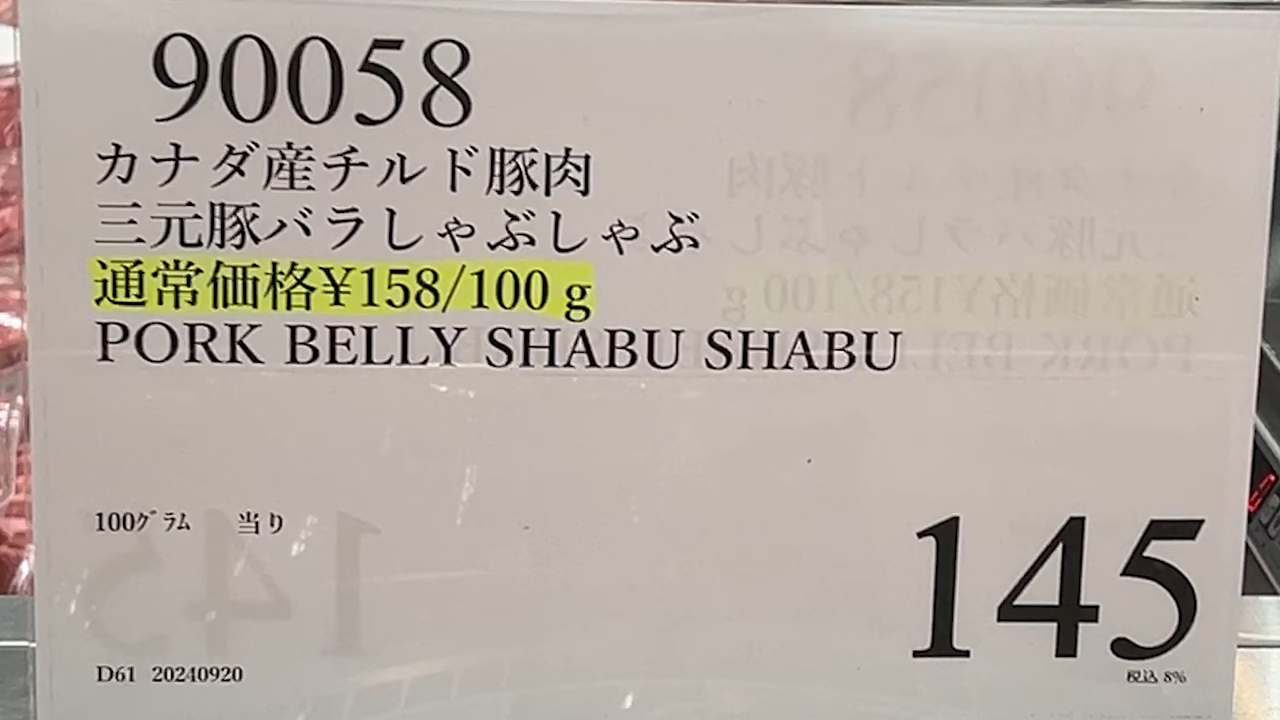 90058
カナダ産チルド豚肉
三元豚バラしゃぶしゃぶ
通常価格¥158/100 g
PORK BELLY SHABU SHABU
100ｸﾞﾗﾑ 当り
145
D61 20240920
税込 8%